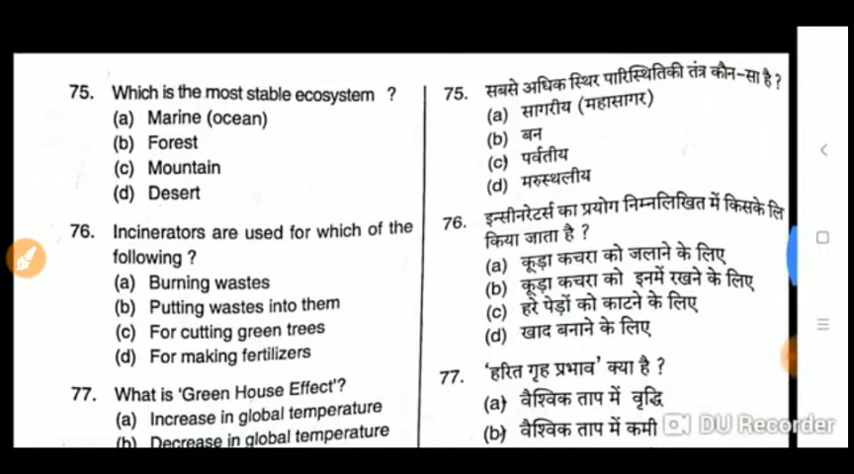 75. Which is the most stable ecosystem ?
(a) Marine (ocean)
(b) Forest
(c) Mountain
(d) Desert
76. Incinerators are used for which of the
following ?
(a) Burning wastes
(b) Putting wastes into them
(c) For cutting green trees
(d) For making fertilizers
77. What is ‘Green House Effect’?
(a) Increase in global temperature
(b) Decrease in global temperature
75. सबसे अधिक स्थिर पारिस्थितिकी तंत्र कौन-सा है ?
(a) सागरीय (महासागर)
(b) बन
(c) पर्वतीय
(d) मरुस्थलीय
76. इन्सीनरेटर्स का प्रयोग निम्नलिखित में किसके लि
किया जाता है ?
(a) कूड़ा कचरा को जलाने के लिए
(b) कूड़ा कचरा को इनमें रखने के लिए
(c) हरे पेड़ों को काटने के लिए
(d) खाद बनाने के लिए
77. ‘हरित गृह प्रभाव’ क्या है ?
(a) वैश्विक ताप में वृद्धि
(b) वैश्विक ताप में कमी
DU Recorder